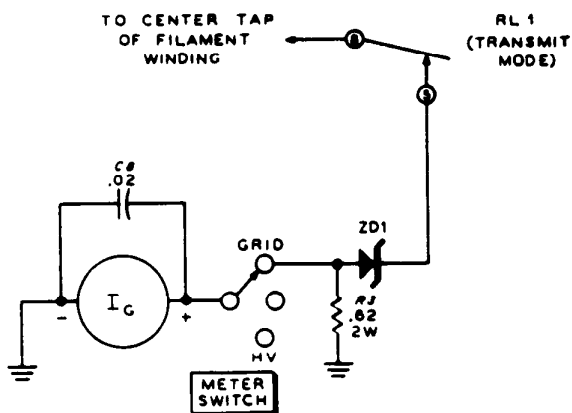 TO CENTER TAP
OF FILAMENT
WINDING
8
RL 1
(TRANSMIT
MODE)
5
C8
.02
GRID
ZD1
I_G
-
+
R3
.82
2W
HV
METER
SWITCH